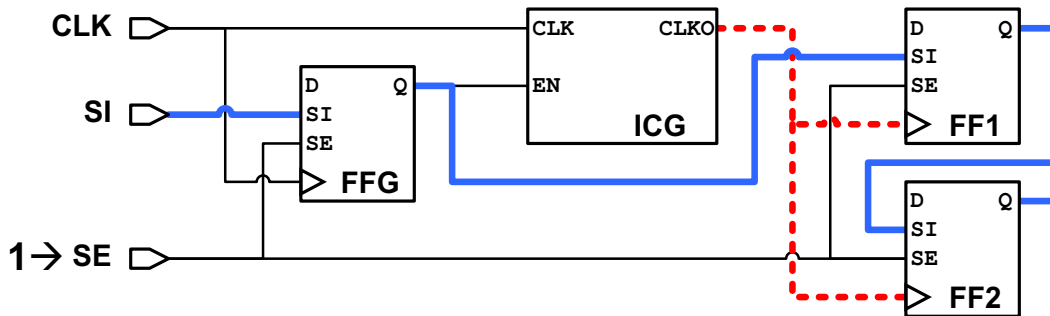 CLK
CLK
CLKO
D
Q
SI
SE
FF1
D
Q
SI
SE
FFG
EN
ICG
SI
D
Q
SI
SE
FF2
1→ SE